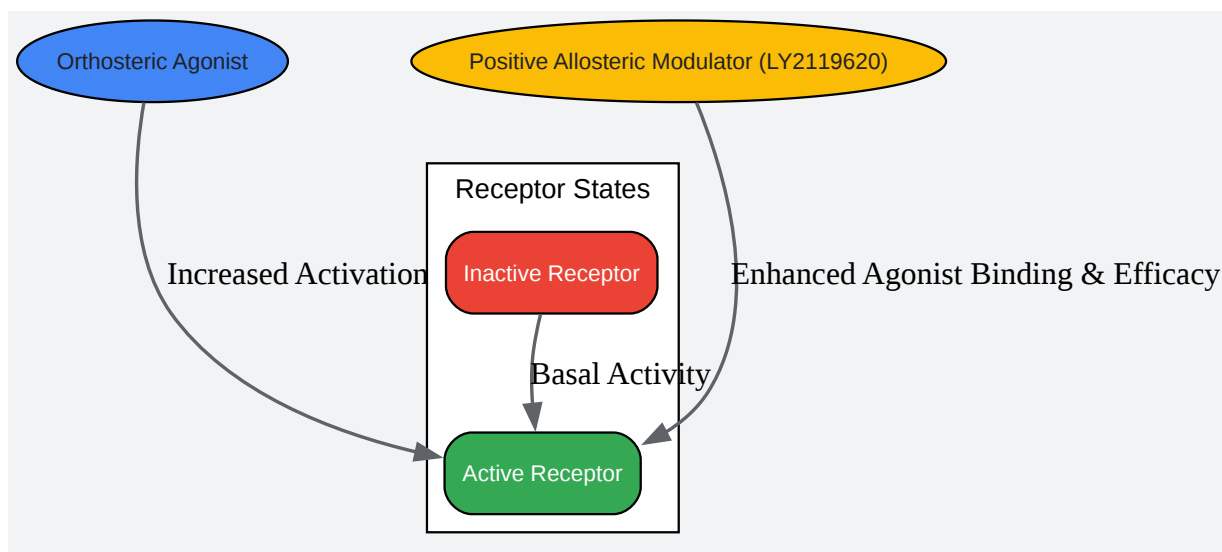 Orthosteric Agonist
Positive Allosteric Modulator (LY2119620)
Receptor States
Increased Activation
Inactive Receptor
Enhanced Agonist Binding & Efficacy
Basal Activity
Active Receptor